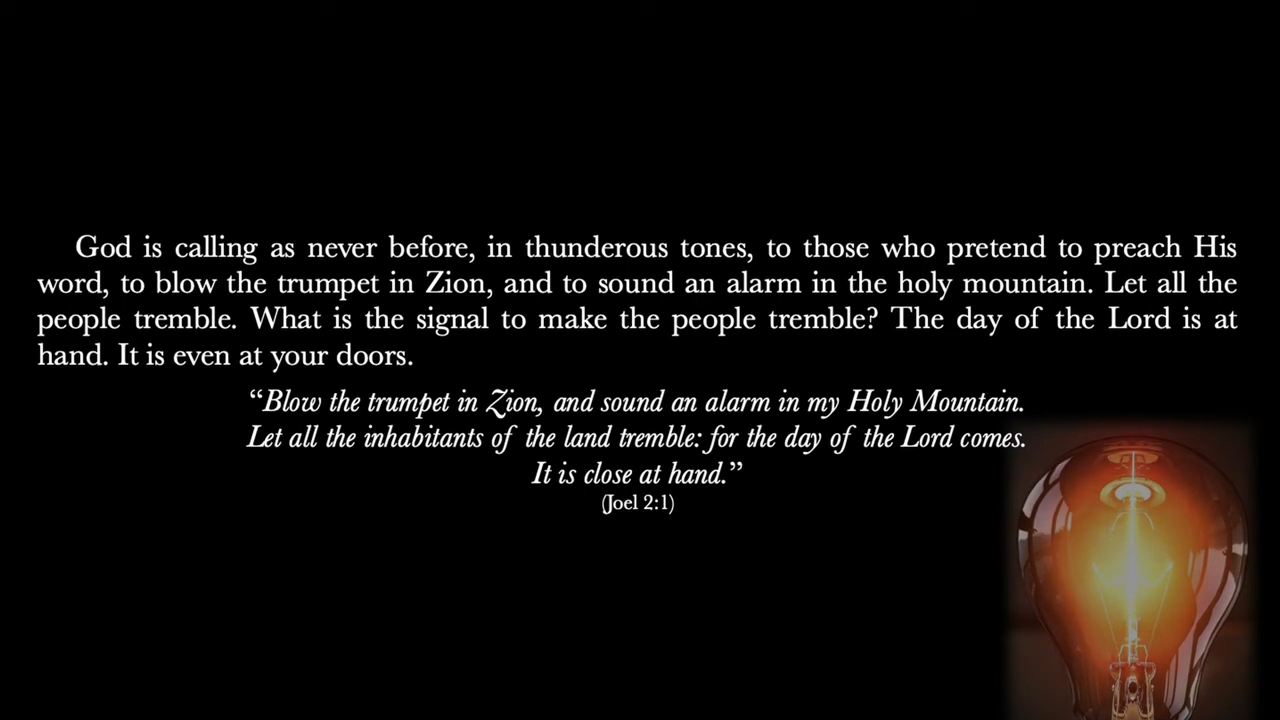 God is calling as never before, in thunderous tones, to those who pretend to preach His
word, to blow the trumpet in Zion, and to sound an alarm in the holy mountain. Let all the
people tremble. What is the signal to make the people tremble? The day of the Lord is at
hand. It is even at your doors.
“Blow the trumpet in Zion, and sound an alarm in my Holy Mountain.
Let all the inhabitants of the land tremble: for the day of the Lord comes.
It is close at hand.”
(Joel 2:1)